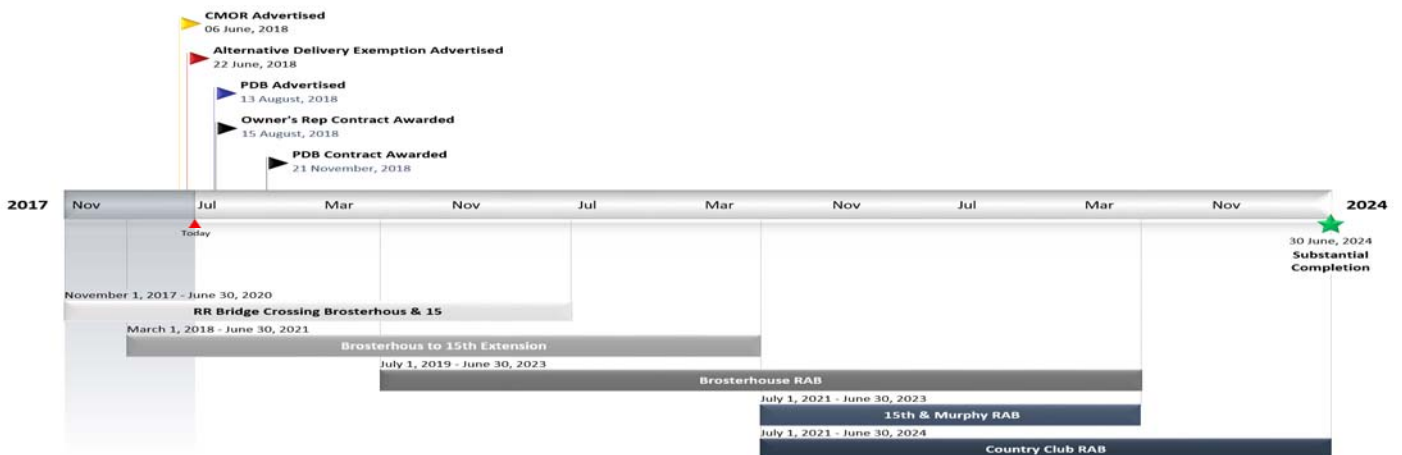 CMOR Advertised
06 June, 2018
Alternative Delivery Exemption Advertised
22 June, 2018
PDB Advertised
13 August, 2018
Owner's Rep Contract Awarded
15 August, 2018
PDB Contract Awarded
21 November, 2018
2017 Nov Jul Mar Nov Jul Mar Nov Jul Mar Nov 2024
Today
30 June, 2024
Substantial
Completion
November 1, 2017 - June 30, 2020
RR Bridge Crossing Brosterhous & 15
March 1, 2018 - June 30, 2021
Brosterhous to 15th Extension
July 1, 2019 - June 30, 2023
Brosterhouse RAB
July 1, 2021 - June 30, 2023
15th & Murphy RAB
July 1, 2021 - June 30, 2024
Country Club RAB